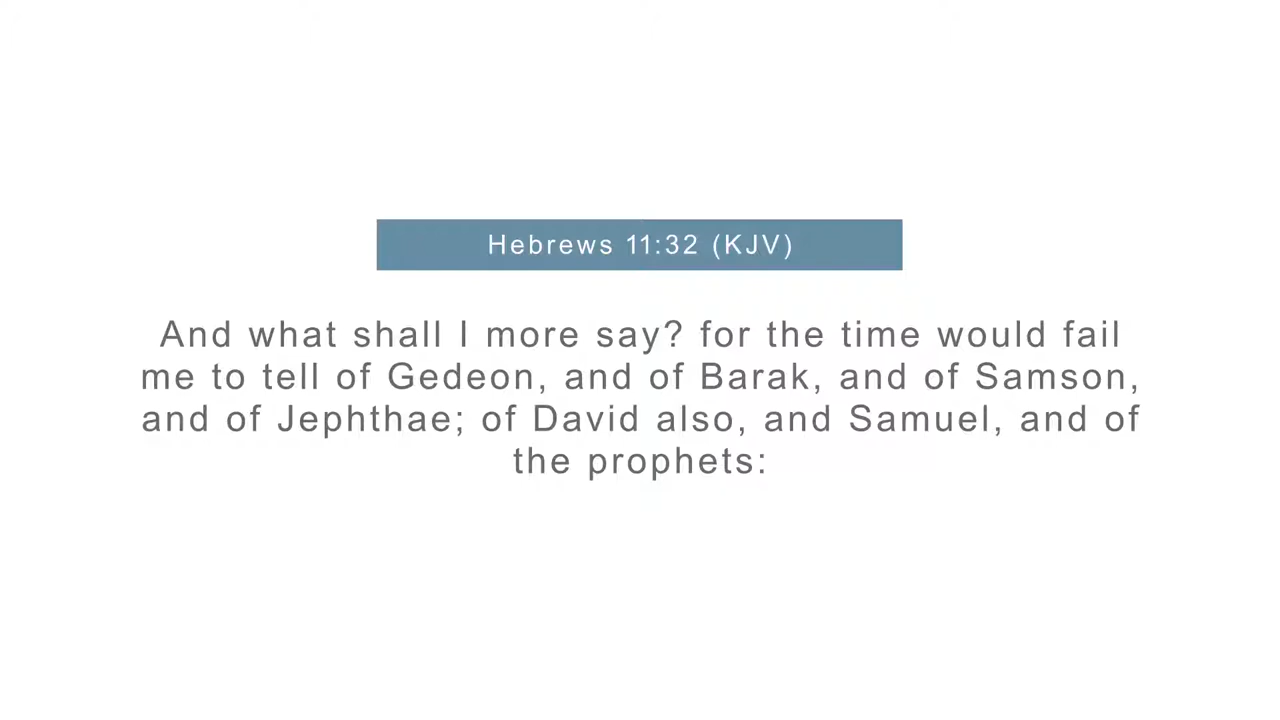 Hebrews 11:32 (KJV)
And what shall I more say? for the time would fail
me to tell of Gedeon, and of Barak, and of Samson,
and of Jephthae; of David also, and Samuel, and of
the prophets: